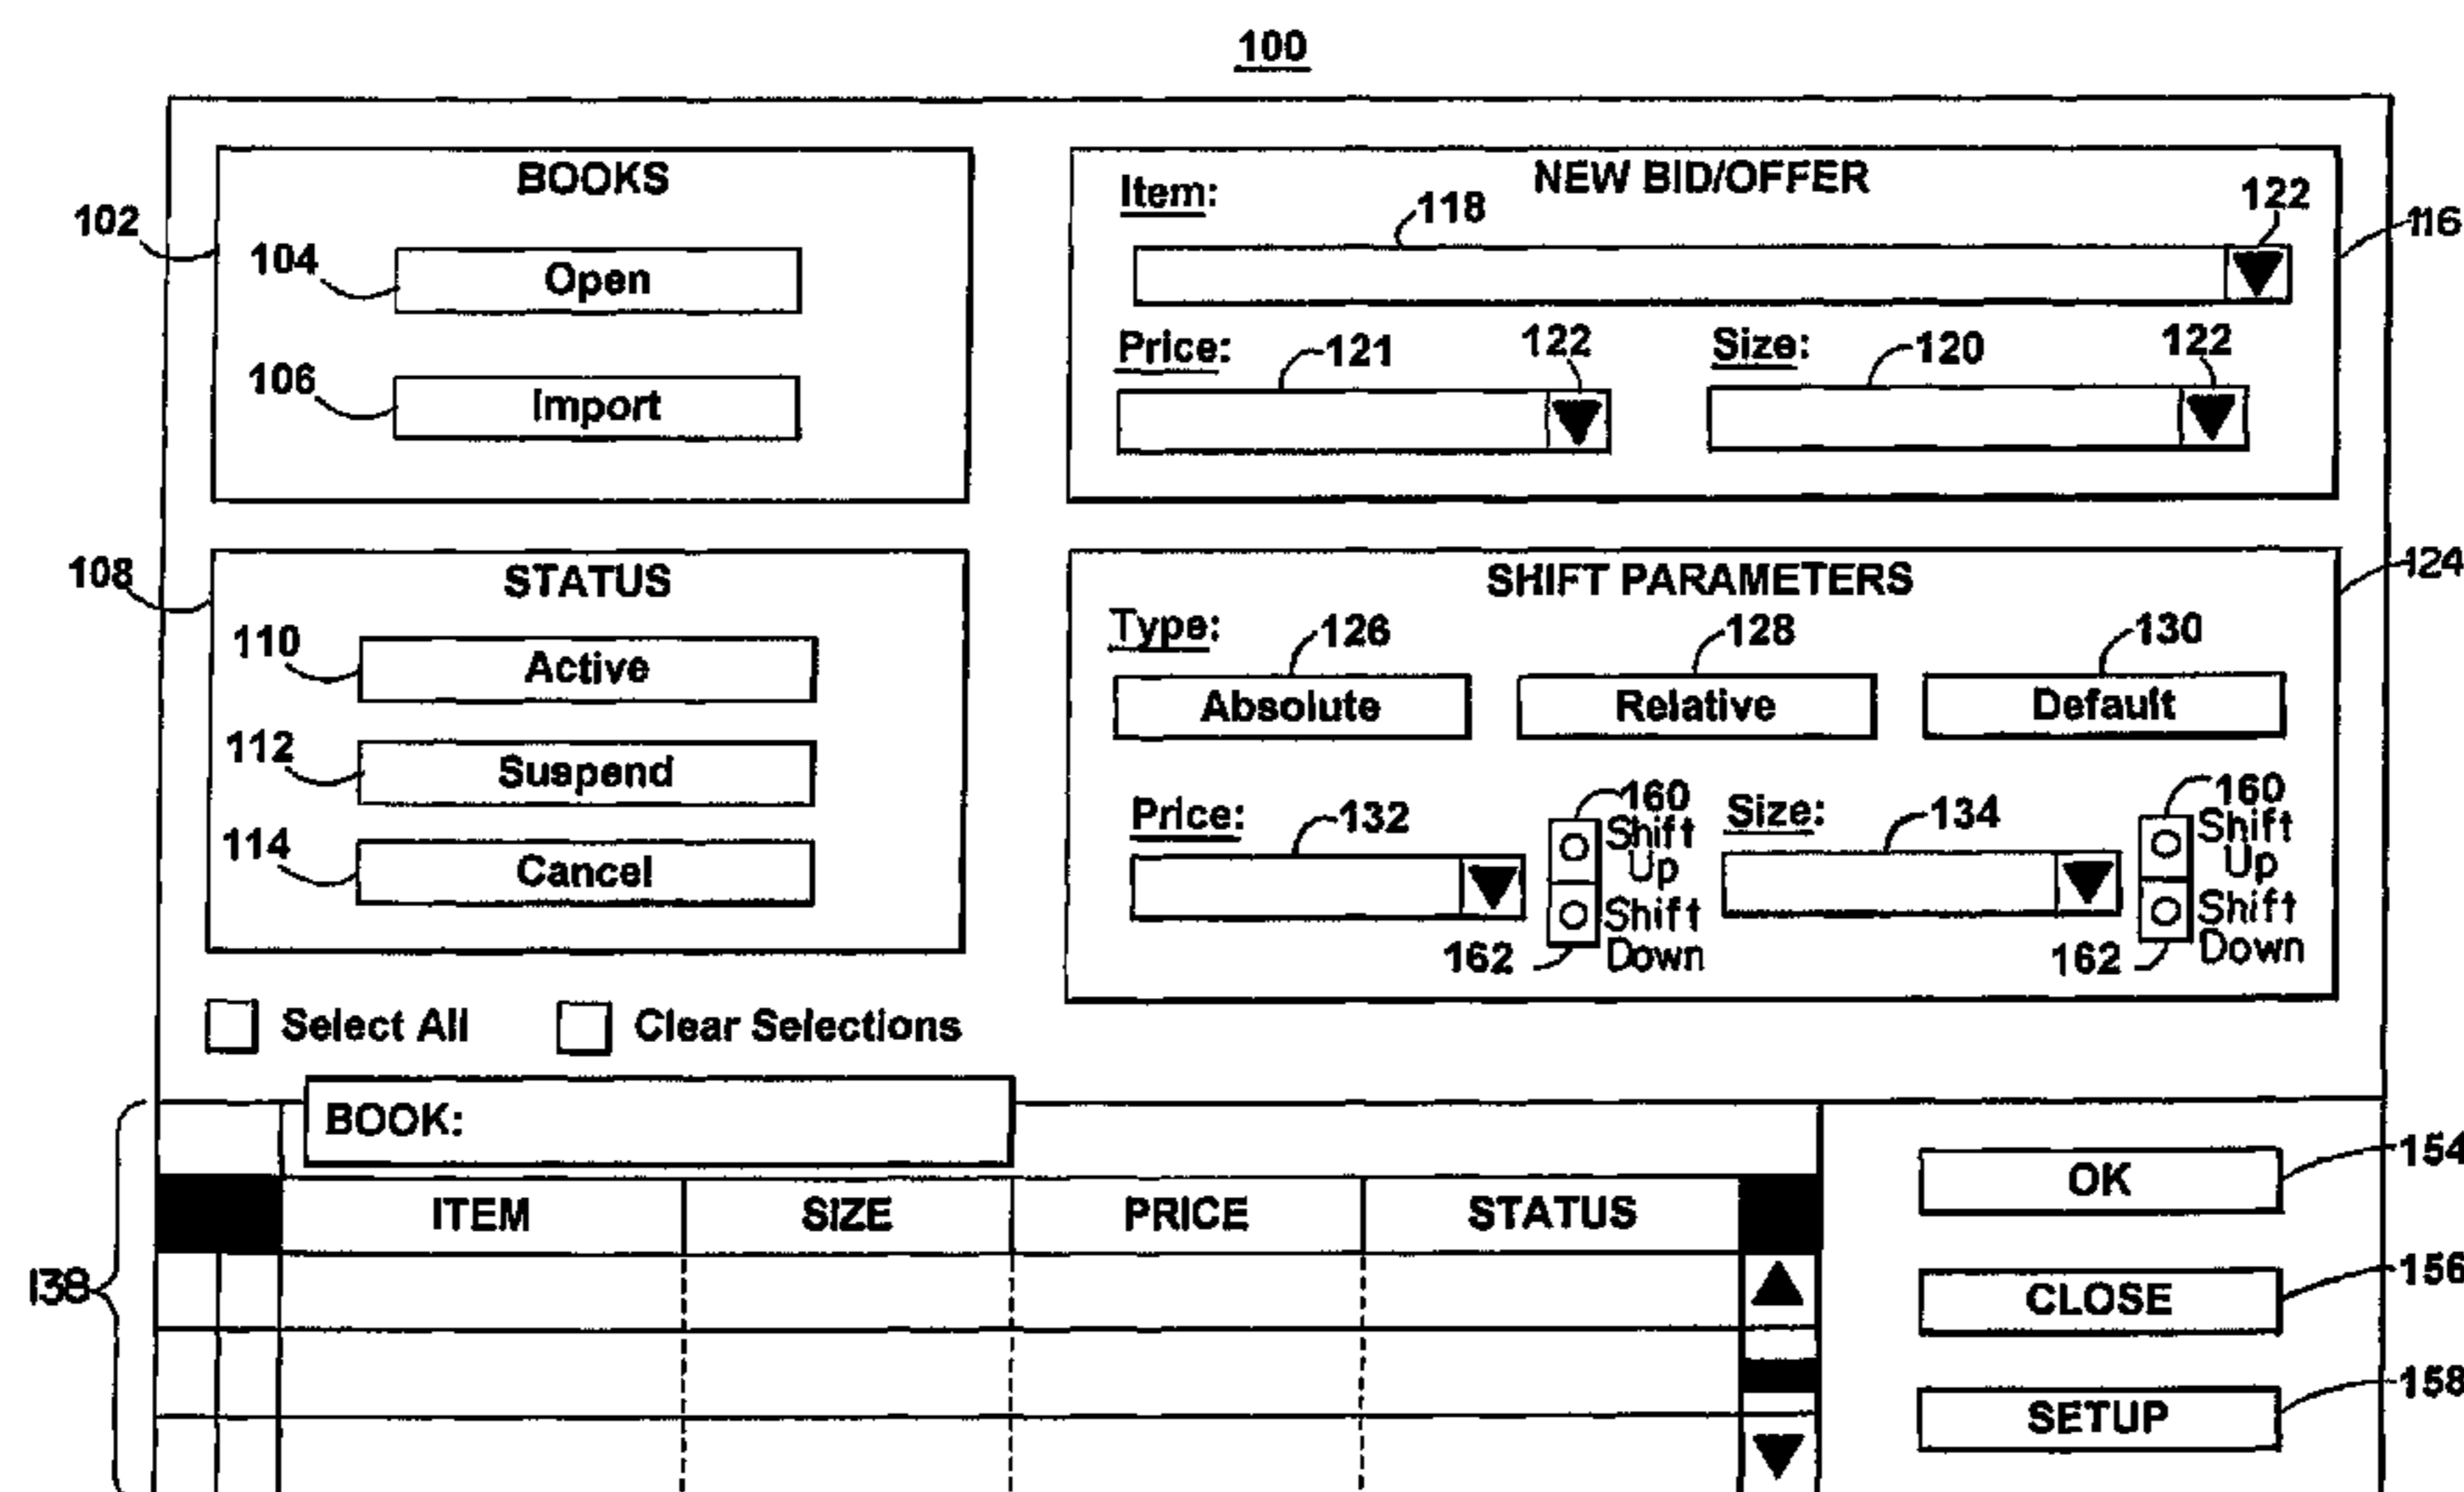 100
BOOKS
102
104
Open
106
Import
NEW BID/OFFER
Item:
118
122
116
Price:
121
122
Size:
120
122
STATUS
108
110
Active
112
Suspend
114
Cancel
SHIFT PARAMETERS
124
Type:
126
128
130
Absolute
Relative
Default
Price:
132
160
Shift Up
Shift Down
162
Size:
134
160
Shift Up
Shift Down
162
Select All
Clear Selections
BOOK:
138
ITEM SIZE PRICE STATUS
OK
154
CLOSE
156
SETUP
158